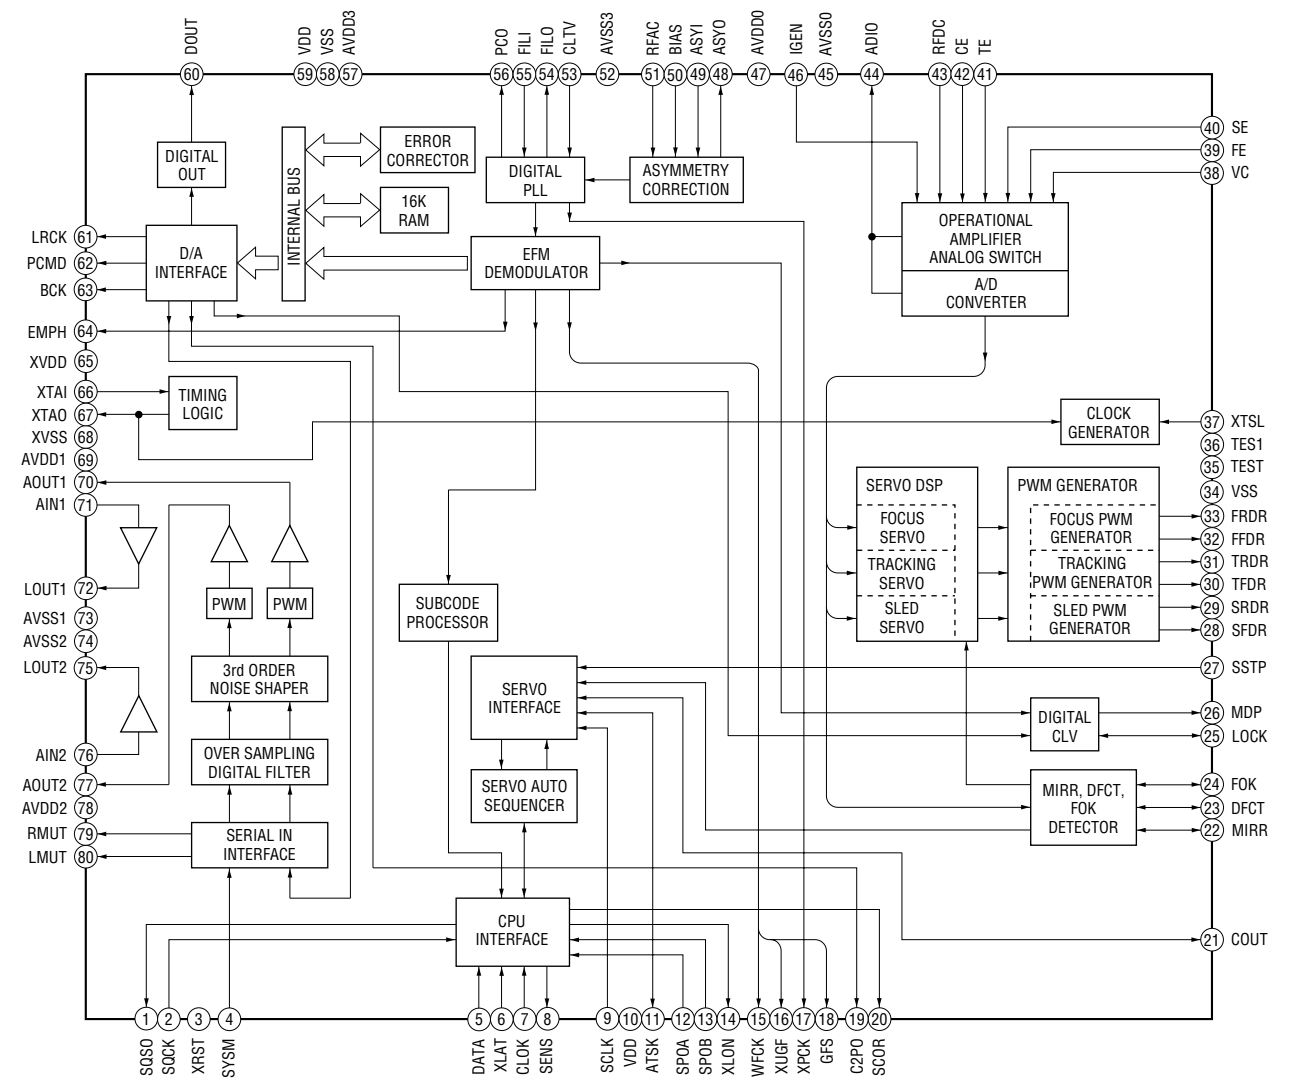 DOUT
VDD
VSS
AVDD3
PCO
FILI
FILO
CLTV
AVSS3
RFAC
BIAS
ASYI
ASYO
AVDD0
IGEN
AVSS0
ADIO
RFDC
CE
TE
60
59
58
57
56
55
54
53
52
51
50
49
48
47
46
45
44
43
42
41
DIGITAL
OUT
INTERNAL BUS
ERROR
CORRECTOR
16K
RAM
DIGITAL
PLL
ASYMMETRY
CORRECTION
40 SE
39 FE
38 VC
LRCK 61
PCMD 62
BCK 63
D/A
INTERFACE
EFM
DEMODULATOR
OPERATIONAL
AMPLIFIER
ANALOG SWITCH
A/D
CONVERTER
EMPH 64
XVDD 65
XTAI 66
XTAO 67
XVSS 68
AVDD1 69
AOUT1 70
AIN1 71
TIMING
LOGIC
CLOCK
GENERATOR
37 XTSL
36 TES1
35 TEST
34 VSS
33 FRDR
32 FFDR
31 TRDR
30 TFDR
29 SRDR
28 SFDR
SERVO DSP
FOCUS
SERVO
TRACKING
SERVO
SLED
SERVO
PWM GENERATOR
FOCUS PWM
GENERATOR
TRACKING
PWM GENERATOR
SLED PWM
GENERATOR
LOUT1 72
AVSS1 73
AVSS2 74
LOUT2 75
AIN2 76
AOUT2 77
AVDD2 78
RMUT 79
LMUT 80
PWM
PWM
3rd ORDER
NOISE SHAPER
OVER SAMPLING
DIGITAL FILTER
SERIAL IN
INTERFACE
SUBCODE
PROCESSOR
SERVO
INTERFACE
SERVO AUTO
SEQUENCER
CPU
INTERFACE
DIGITAL
CLV
MIRR, DFCT,
FOK
DETECTOR
27 SSTP
26 MDP
25 LOCK
24 FOK
23 DFCT
22 MIRR
21 COUT
1
2
3
4
5
6
7
8
9
10
11
12
13
14
15
16
17
18
19
20
SQSO
SQCK
XRST
SYSM
DATA
XLAT
CLOK
SENS
SCLK
VDD
ATSK
SPOA
SPOB
XLON
WFCK
XUGF
XPCK
GFS
C2PO
SCOR